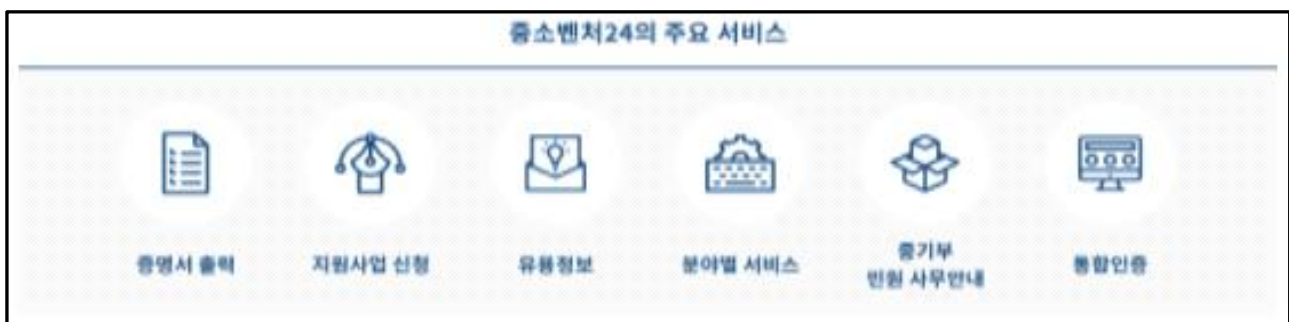 중소벤처24의 주요 서비스
증명서 출력
지원사업 신청
유용정보
분야별 서비스
중기부
민원 사무안내
통합인증